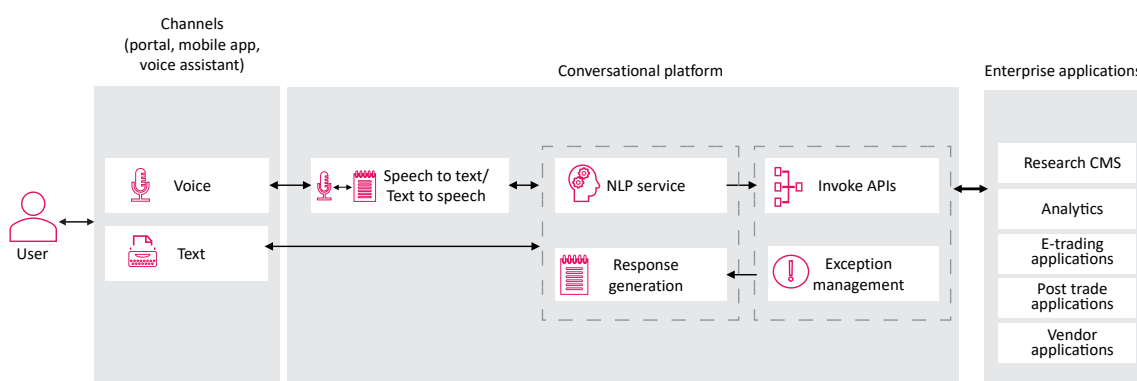 Channels
(portal, mobile app,
voice assistant)
Conversational platform
Enterprise applications
User
Voice
Text
Speech to text/
Text to speech
NLP service
Response
generation
Invoke APIs
Exception
management
Research CMS
Analytics
E-trading
applications
Post trade
applications
Vendor
applications